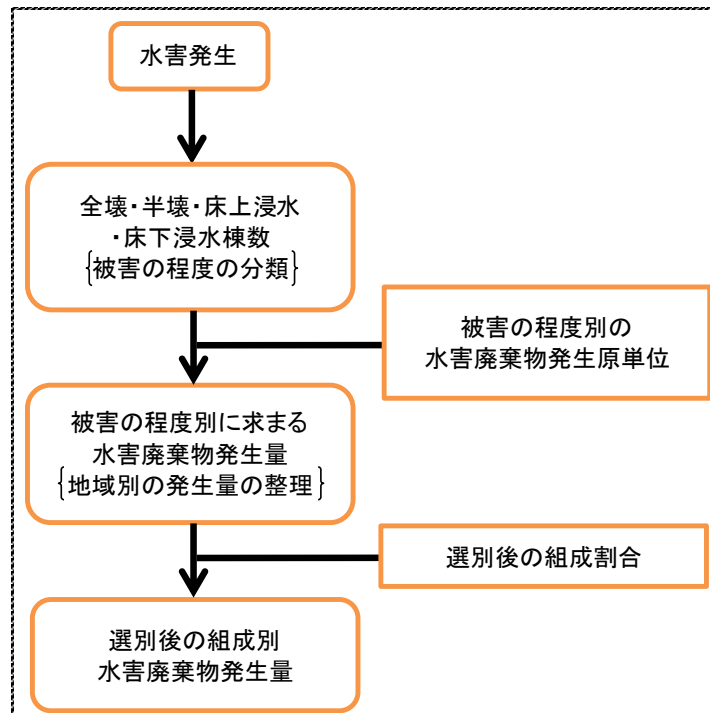 水害発生
全壊・半壊・床上浸水
・床下浸水棟数
{被害の程度の分類}
被害の程度別の
水害廃棄物発生原単位
被害の程度別に求まる
水害廃棄物発生量
{地域別の発生量の整理}
選別後の組成割合
選別後の組成別
水害廃棄物発生量